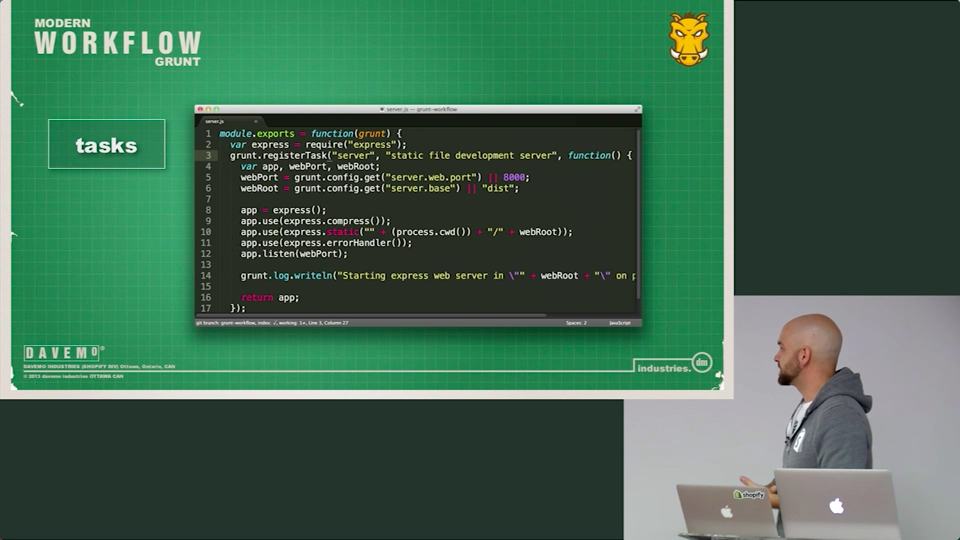 MODERN
WORKFLOW
GRUNT
tasks
server.js — grunt-workflow
server.js
1 module.exports = function(grunt) {
2 var express = require("express");
3 grunt.registerTask("server", "static file development server", function() {
4 var app, webPort, webRoot;
5 webPort = grunt.config.get("server.web.port") || 8000;
6 webRoot = grunt.config.get("server.base") || "dist";
7
8 app = express();
9 app.use(express.compress());
10 app.use(express.static("" + (process.cwd()) + "/" + webRoot));
11 app.use(express.errorHandler());
12 app.listen(webPort);
13
14 grunt.log.writeln("Starting express web server in \"" + webRoot + "\" on p
15
16 return app;
17 });
git branch: grunt-workflow, index: √, working: 1+, Line 3, Column 27
Spaces: 2
JavaScript
DAVEMO®
DAVEMO INDUSTRIES (SHOPIFY DIV) Ottawa, Ontario, CAN
© 2013 davemo industries OTTAWA CAN
industries.
dm
shopify